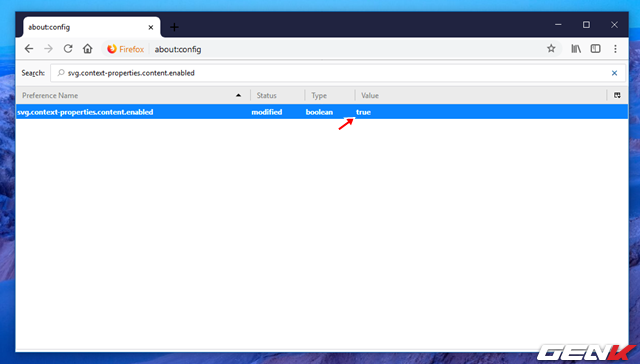 about:config
Firefox about:config
Search: svg.context-properties.content.enabled
Preference Name Status Type Value
svg.context-properties.content.enabled modified boolean true
GENK